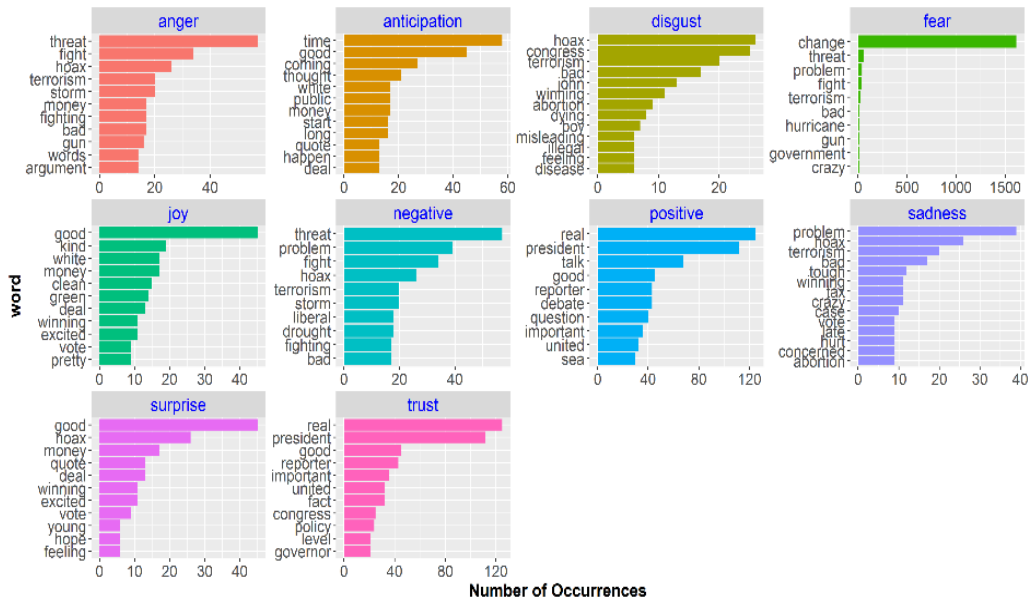 anger
threat
fight
hoax
terrorism
storm
money
fighting
bad
gun
words
argument
0 20 40
anticipation
time
good
coming
thought
white
public
money
start
long
quote
happen
deal
0 20 40 60
disgust
hoax
congress
terrorism
bad
john
winning
abortion
dying
boy
misleading
illegal
feeling
disease
0 10 20
fear
change
threat
problem
fight
terrorism
bad
hurricane
gun
government
crazy
0 500 1000 1500
joy
good
kind
white
money
clean
green
deal
winning
excited
vote
pretty
0 10 20 30 40
negative
threat
problem
fight
hoax
terrorism
storm
liberal
drought
fighting
bad
0 20 40
positive
real
president
talk
good
reporter
debate
question
important
united
sea
0 40 80 120
sadness
problem
hoax
terrorism
bad
tough
winning
tax
crazy
case
vote
late
hurt
concerned
abortion
0 10 20 30 40
surprise
good
hoax
money
quote
deal
winning
excited
vote
young
hope
feeling
0 10 20 30 40
trust
real
president
good
reporter
important
united
fact
congress
policy
level
governor
0 40 80 120
word
Number of Occurrences